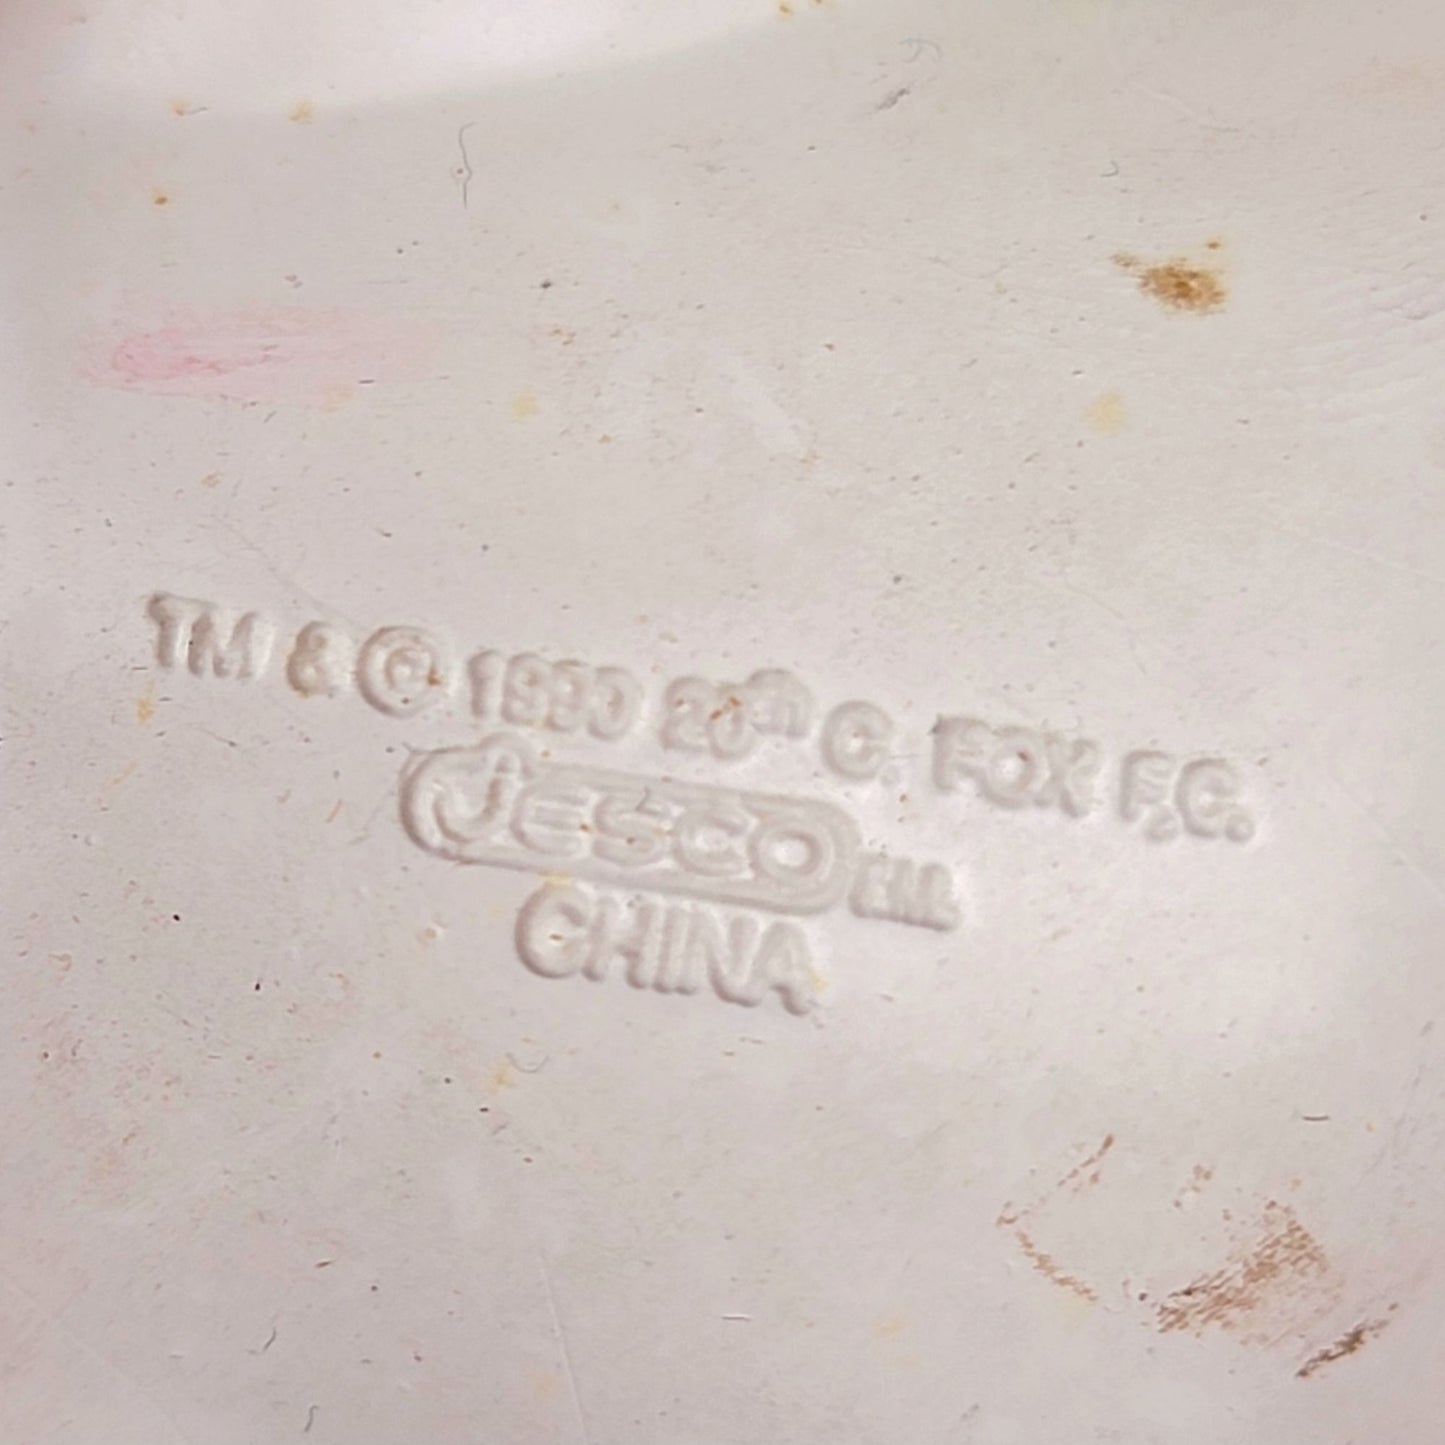 TM & © 1990 20th C. FOX F.C.
JESCO
CHINA